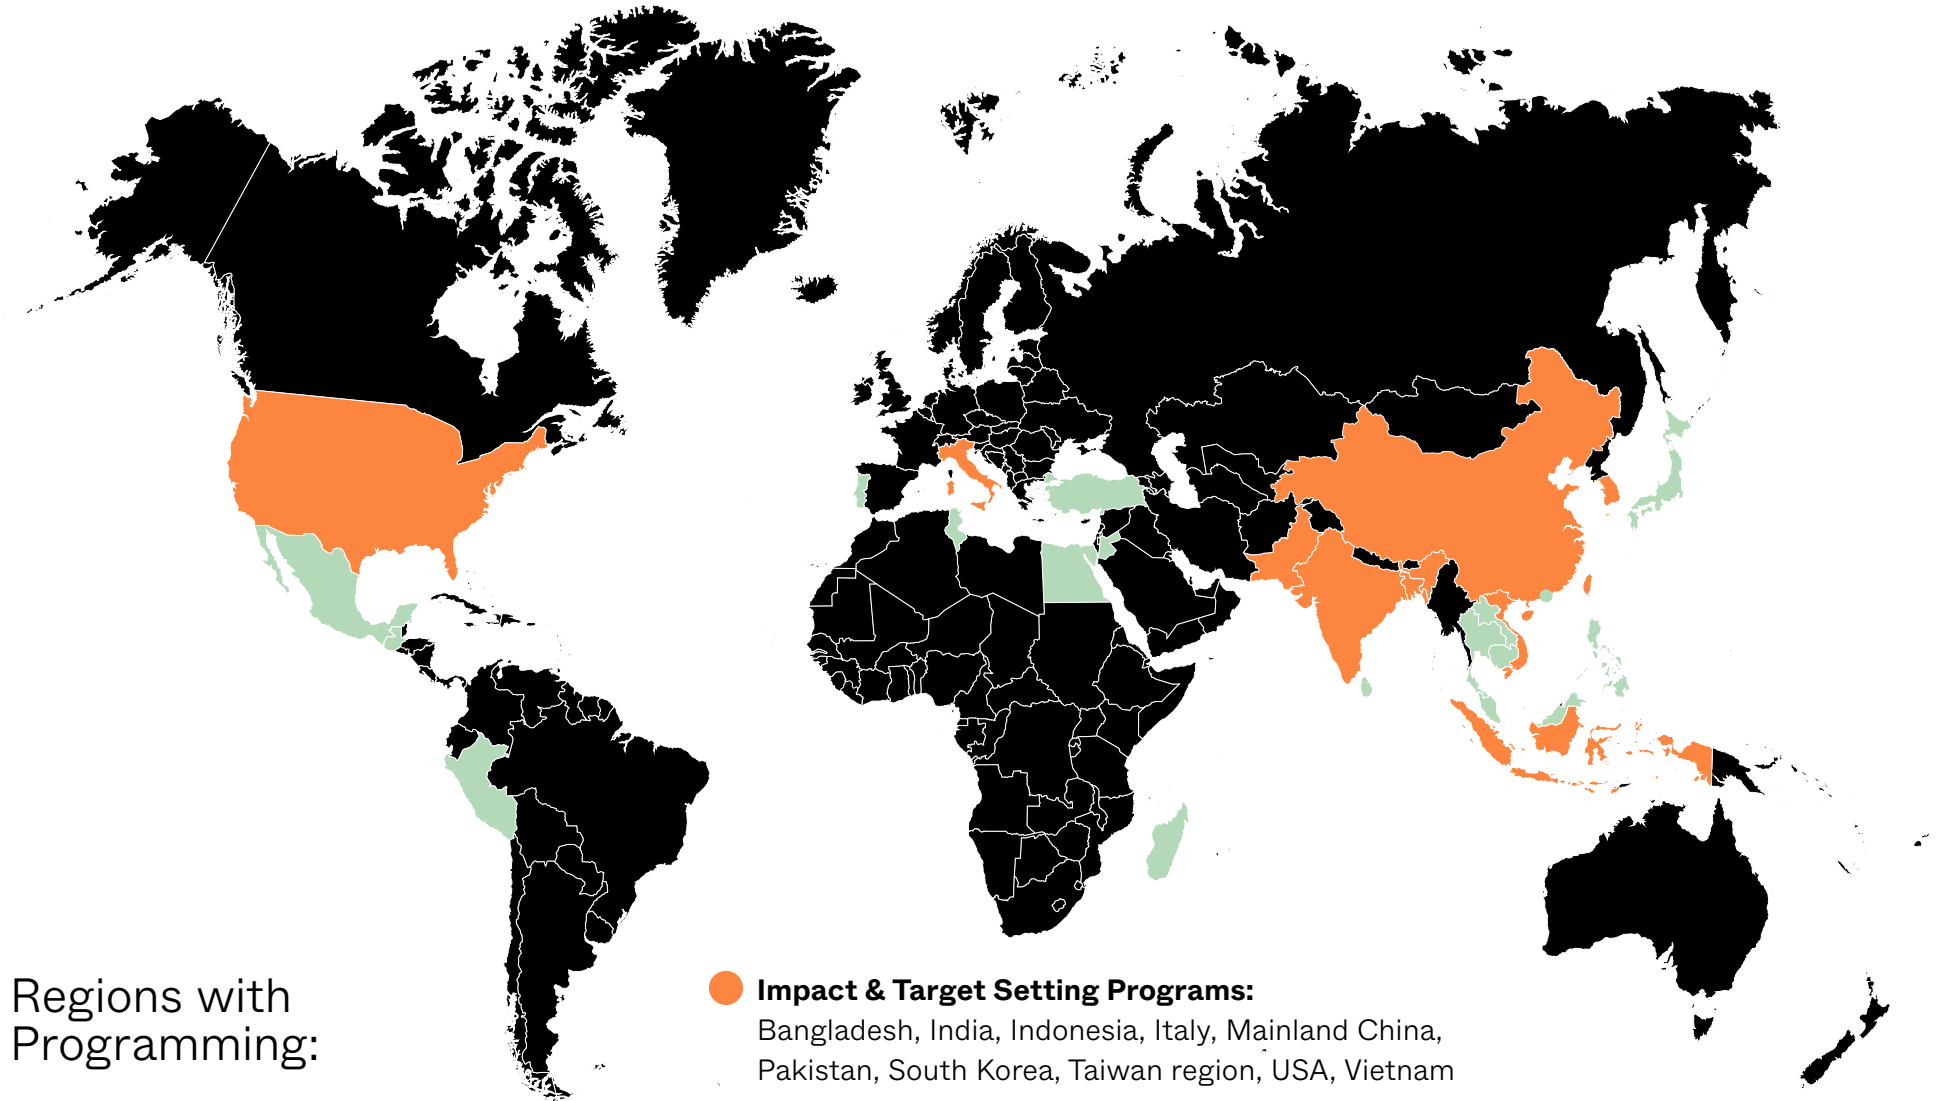 Regions with
Programming:
Impact & Target Setting Programs:
Bangladesh, India, Indonesia, Italy, Mainland China,
Pakistan, South Korea, Taiwan region, USA, Vietnam